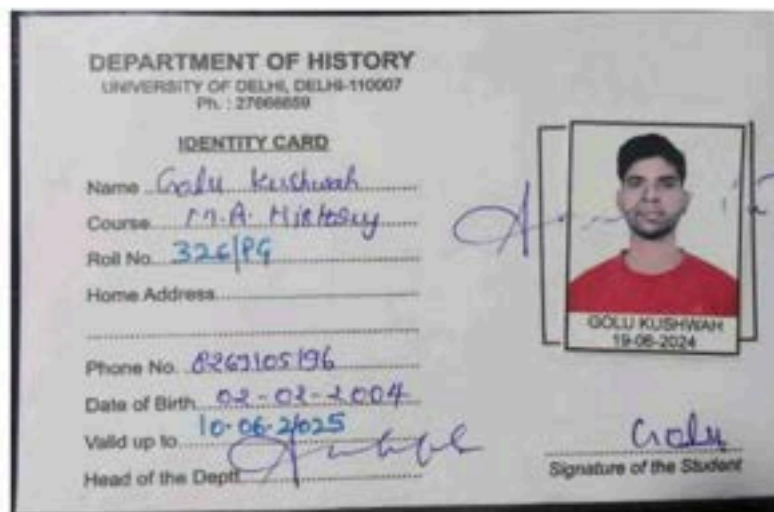 DEPARTMENT OF HISTORY
UNIVERSITY OF DELHI, DELHI-110007
Ph. : 27666659
IDENTITY CARD
Name Golu Kushwah
Course M.A. History
Roll No. 326/PG
Home Address
Phone No. 8269105196
Date of Birth 02-02-2004
Valid up to 10-06-2025
Head of the Deptt
GOLU KUSHWAH
19-06-2024
Golu
Signature of the Student